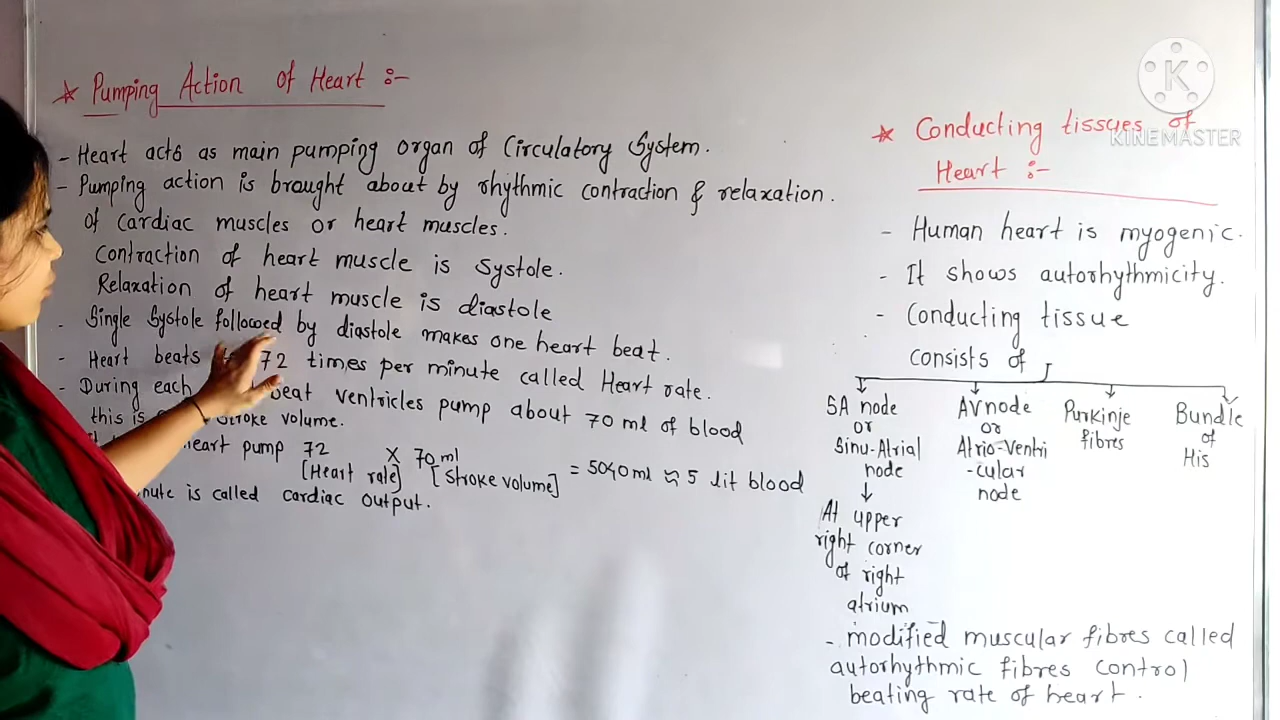 ★ Pumping Action of Heart :-
- Heart acts as main pumping organ of Circulatory System.
- Pumping action is brought about by rhythmic contraction & relaxation.
of cardiac muscles or heart muscles.
Contraction of heart muscle is Systole.
Relaxation of heart muscle is diastole
- Single Systole followed by diastole makes one heart beat.
- Heart beats 72 times per minute called Heart rate.
- During each beat ventricles pump about 70 ml of blood
this is stroke volume.
heart pump 72 X 70 ml = 5040 ml ≈ 5 lit blood
[Heart rate] [Stroke volume]
is called cardiac output.
★ Conducting tissues of
Heart :-
- Human heart is myogenic.
- It shows autorhythmicity.
- Conducting tissue
consists of
SA node
or
Sinu-Atrial
node
↓
At upper
right corner
of right
atrium
AV node
or
Atrio-Ventri
-cular
node
Purkinje
fibres
Bundle
of
His
- modified muscular fibres called
autorhythmic fibres control
beating rate of heart.
K
KINEMASTER